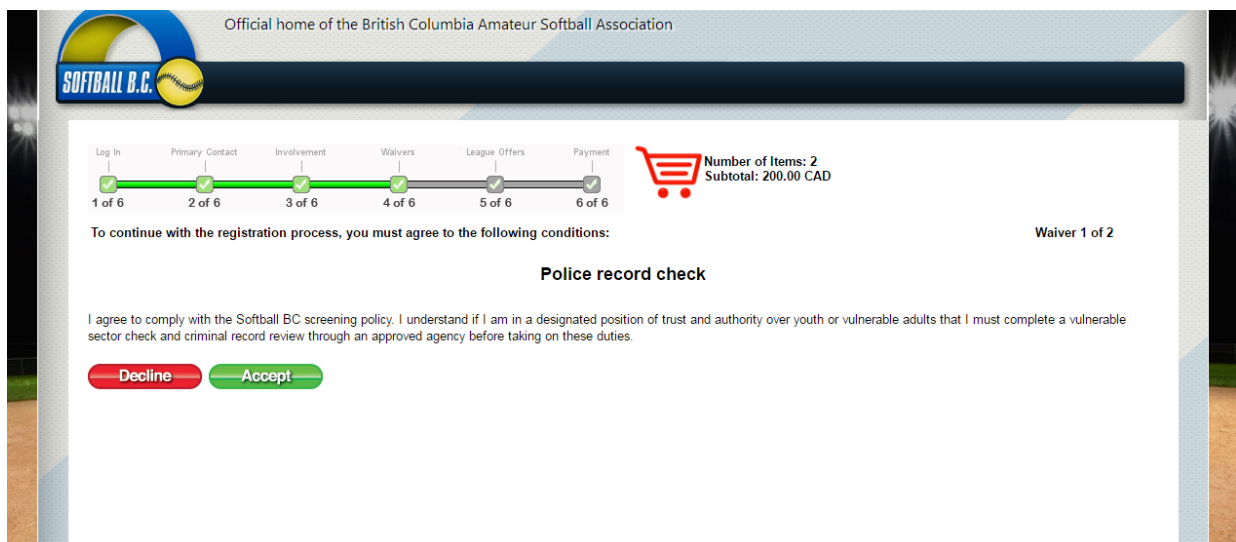 Official home of the British Columbia Amateur Softball Association
SOFTBALL B.C.
Log In Primary Contact Involvement Waivers League Offers Payment
1 of 6 2 of 6 3 of 6 4 of 6 5 of 6 6 of 6
Number of Items: 2
Subtotal: 200.00 CAD
To continue with the registration process, you must agree to the following conditions:
Waiver 1 of 2
Police record check
I agree to comply with the Softball BC screening policy. I understand if I am in a designated position of trust and authority over youth or vulnerable adults that I must complete a vulnerable
sector check and criminal record review through an approved agency before taking on these duties.
Decline Accept